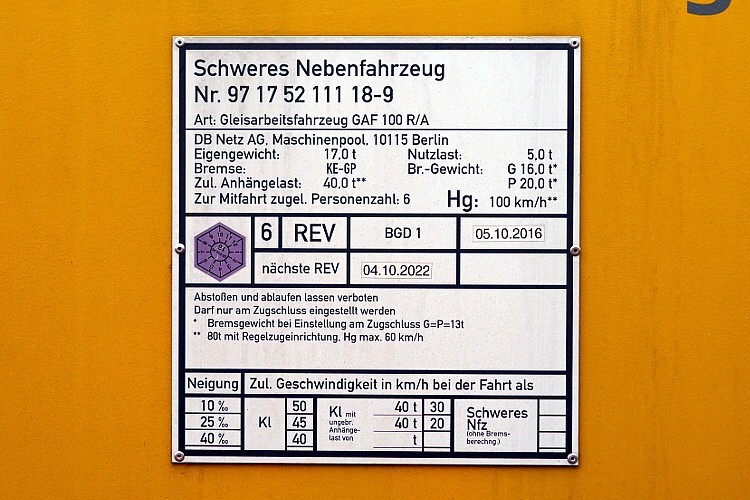 Schweres Nebenfahrzeug
Nr. 97 17 52 111 18-9
Art: Gleisarbeitsfahrzeug GAF 100 R/A
DB Netz AG, Maschinenpool, 10115 Berlin
Eigengewicht: 17,0 t Nutzlast: 5,0 t
Bremse: KE-GP Br.-Gewicht: G 16,0 t*
Zul. Anhängelast: 40,0 t** P 20,0 t*
Zur Mitfahrt zugel. Personenzahl: 6 Hg: 100 km/h**
6 REV BGD 1 05.10.2016
nächste REV 04.10.2022
Abstoßen und ablaufen lassen verboten
Darf nur am Zugschluss eingestellt werden
* Bremsgewicht bei Einstellung am Zugschluss G=P=13t
** 80t mit Regelzugeinrichtung, Hg max. 60 km/h
Neigung Zul. Geschwindigkeit in km/h bei der Fahrt als
10 ‰ 50 40 t 30
25 ‰ 45 40 t 20
40 ‰ 40 t
Kl
Kl mit
ungebr.
Anhänge-
last von
Schweres
Nfz
(ohne Brems-
berechng.)